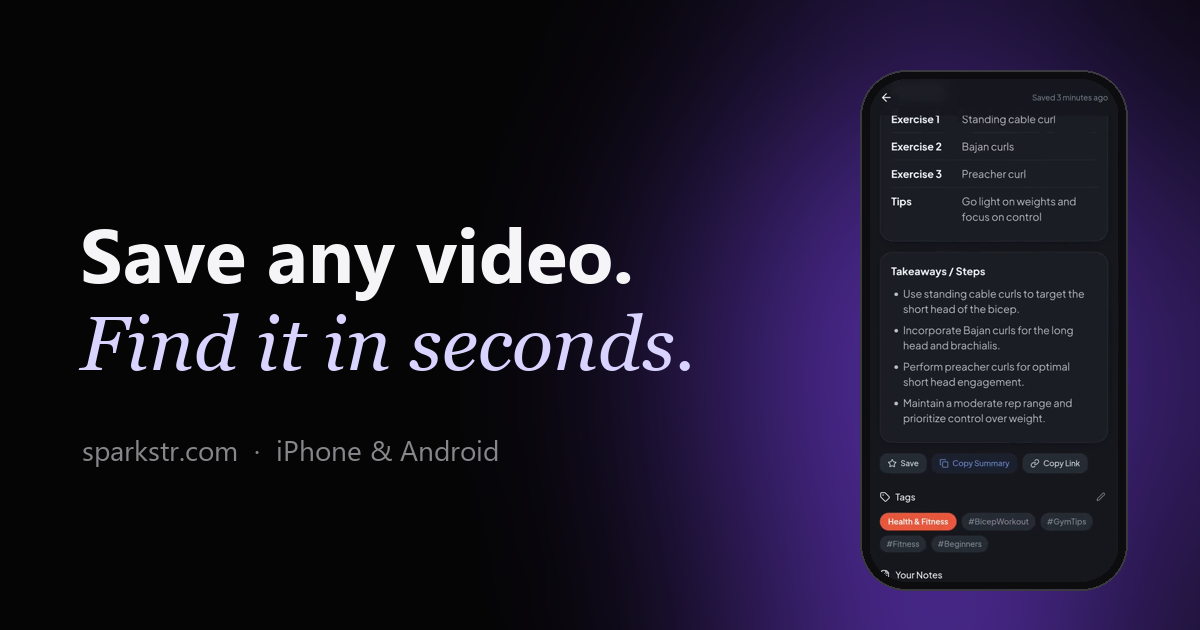 Save any video.
Find it in seconds.
sparkstr.com · iPhone & Android
Saved 3 minutes ago
Exercise 1 Standing cable curl
Exercise 2 Bajan curls
Exercise 3 Preacher curl
Tips Go light on weights and
focus on control
Takeaways / Steps
• Use standing cable curls to target the
short head of the bicep.
• Incorporate Bajan curls for the long
head and brachialis.
• Perform preacher curls for optimal
short head engagement.
• Maintain a moderate rep range and
prioritize control over weight.
Save Copy Summary Copy Link
Tags
Health & Fitness #BicepWorkout #GymTips
#Fitness #Beginners
Your Notes